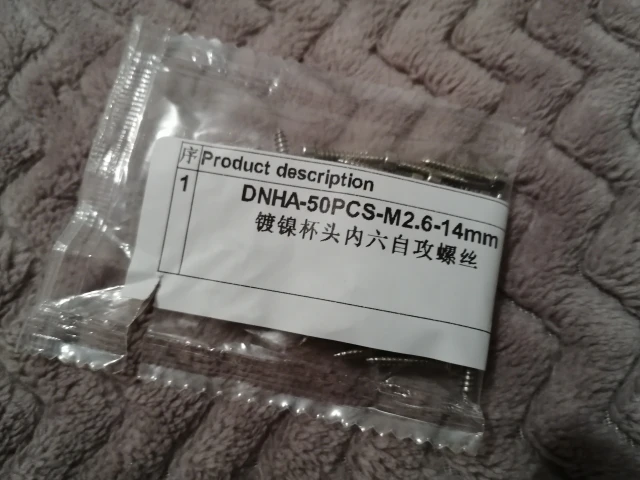 序 Product description
1 DNHA-50PCS-M2.6-14mm
镀镍杯头内六自攻螺丝